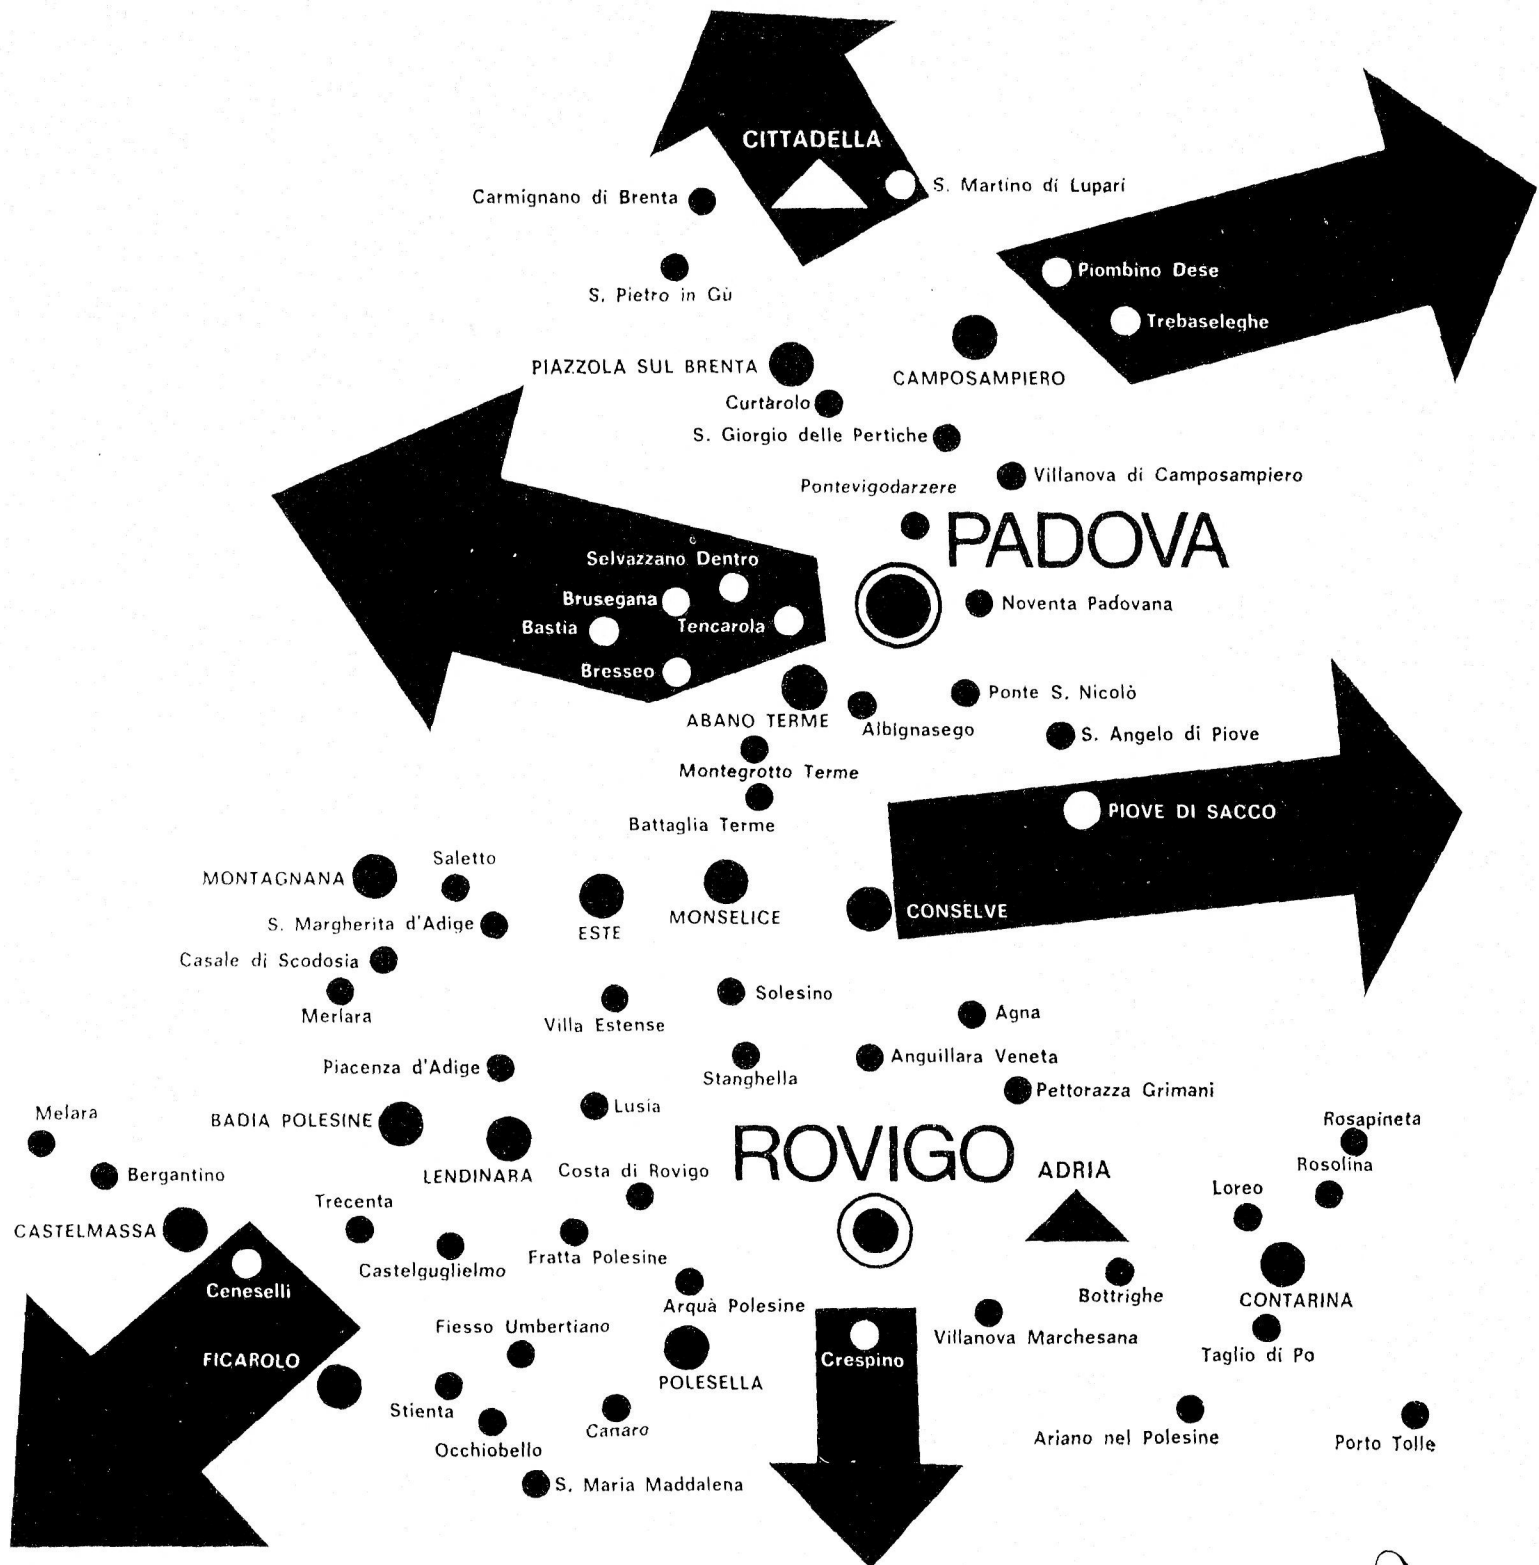 CITTADELLA
S. Martino di Lupari
Carmignano di Brenta
Piombino Dese
S. Pietro in Gù
Trebaseleghe
PIAZZOLA SUL BRENTA
CAMPOSAMPIERO
Curtàrolo
S. Giorgio delle Pertiche
Villanova di Camposampiero
Pontevigodarzere
PADOVA
Selvazzano Dentro
Brusegana
Noventa Padovana
Bastia
Tencarola
Bresseo
Ponte S. Nicolò
ABANO TERME
Albignasego
S. Angelo di Piove
Montegrotto Terme
PIOVE DI SACCO
Battaglia Terme
Saletto
MONTAGNANA
CONSELVE
MONSELICE
S. Margherita d'Adige
ESTE
Casale di Scodosia
Solesino
Merlara
Villa Estense
Agna
Anguillara Veneta
Piacenza d'Adige
Stanghella
Pettorazza Grimani
Lusia
Melara
BADIA POLESINE
Rosapineta
ROVIGO
Rosolina
ADRIA
Costa di Rovigo
Bergantino
LENDINARA
Loreo
Trecenta
CASTELMASSA
Fratta Polesine
Castelguglielmo
Ceneselli
Bottrighe
CONTARINA
Arquà Polesine
Fiesso Umbertiano
Villanova Marchesana
Taglio di Po
FICAROLO
Crespino
POLESELLA
Stienta
Canaro
Ariano nel Polesine
Porto Tolle
Occhiobello
S. Maria Maddalena